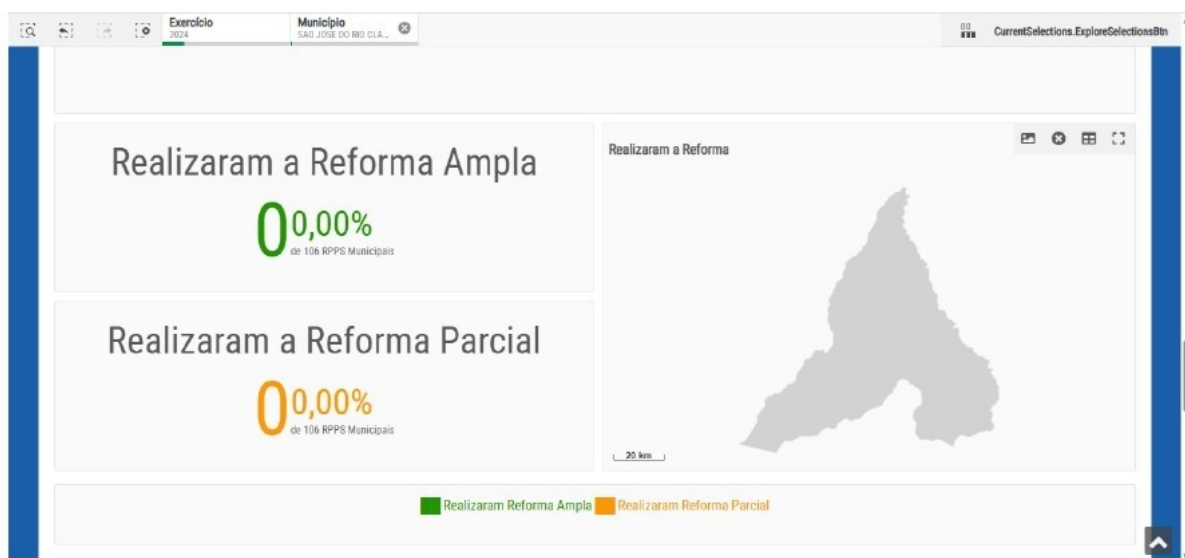 Exercício
2024
Município
SAO JOSE DO RIO CLA...
CurrentSelections.ExploreSelectionsBtn
Realizaram a Reforma Ampla
0 0,00%
de 106 RPPS Municipais
Realizaram a Reforma
Realizaram a Reforma Parcial
0 0,00%
de 106 RPPS Municipais
20 km
Realizaram Reforma Ampla Realizaram Reforma Parcial